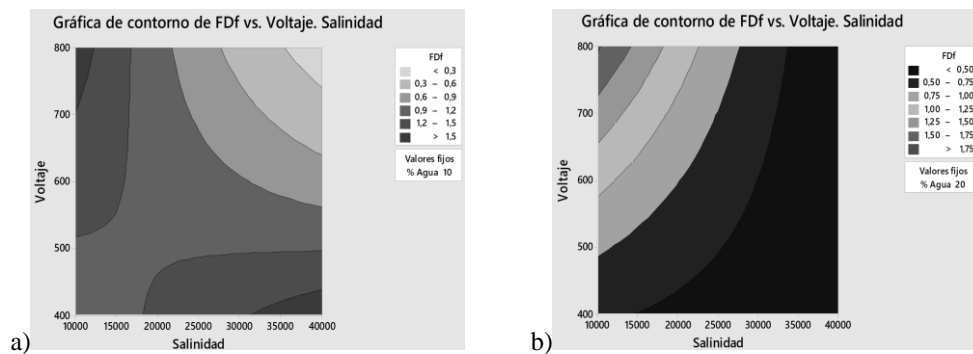 Gráfica de contorno de FDf vs. Voltaje. Salinidad
800
700
600
500
400
Voltaje
10000 15000 20000 25000 30000 35000 40000
Salinidad
FDf
< 0,3
0,3 – 0,6
0,6 – 0,9
0,9 – 1,2
1,2 – 1,5
> 1,5
Valores fijos
% Agua 10
a)
Gráfica de contorno de FDf vs. Voltaje. Salinidad
800
700
600
500
400
Voltaje
10000 15000 20000 25000 30000 35000 40000
Salinidad
FDf
< 0,50
0,50 – 0,75
0,75 – 1,00
1,00 – 1,25
1,25 – 1,50
1,50 – 1,75
> 1,75
Valores fijos
% Agua 20
b)